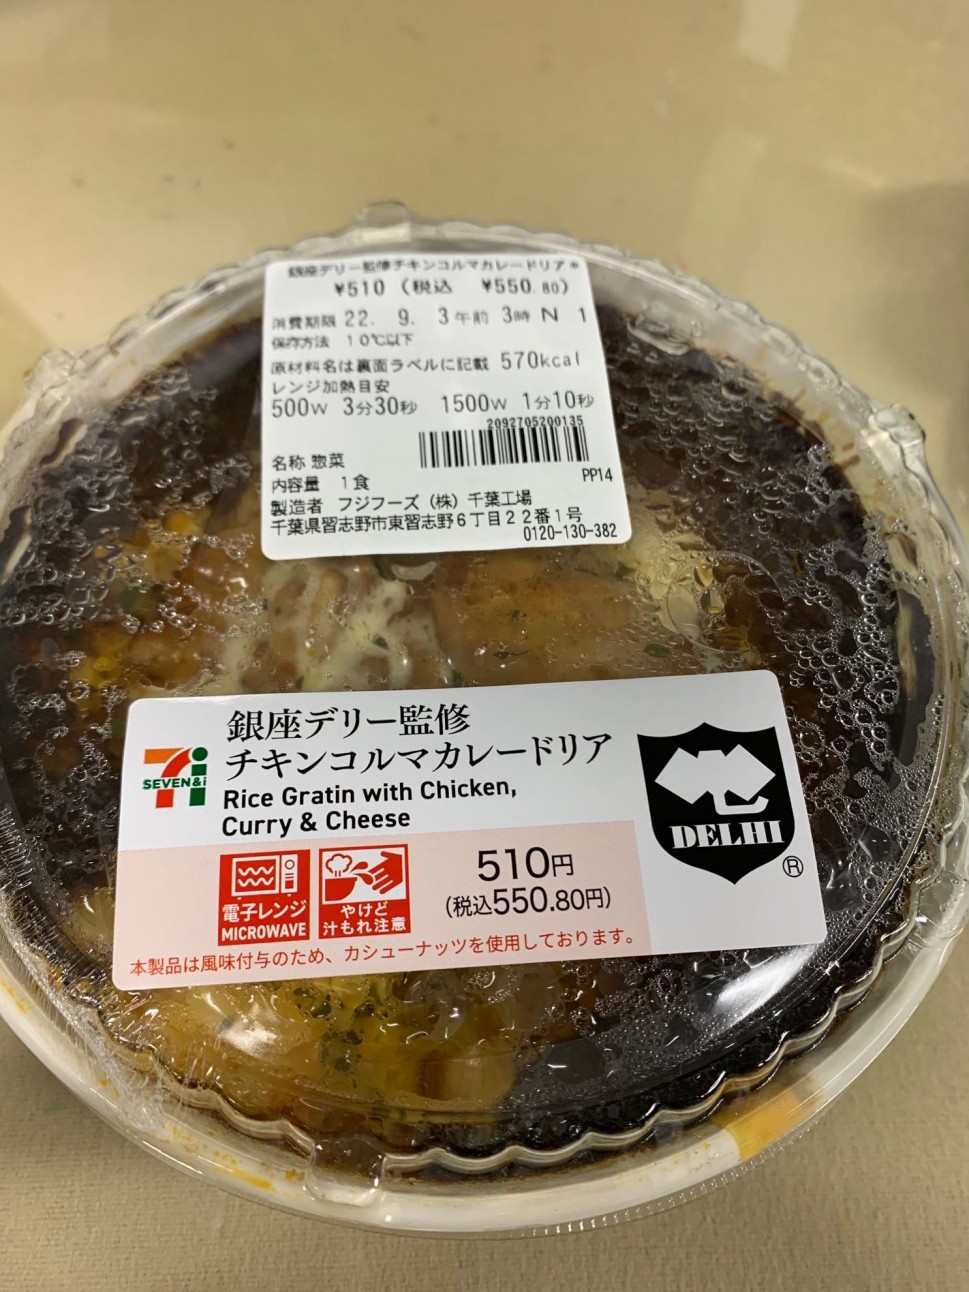 銀座デリー監修チキンコルマカレードリア*
¥510 (税込 ¥550.80)
消費期限 22. 9. 3午前 3時 N 1
保存方法 10℃以下
原材料名は裏面ラベルに記載 570kcal
レンジ加熱目安
500W 3分30秒 1500W 1分10秒
2092705200135
名称 惣菜
内容量 1食
PP14
製造者 フジフーズ(株)千葉工場
千葉県習志野市東習志野6丁目22番1号
0120-130-382
銀座デリー監修
チキンコルマカレードリア
SEVEN&i
Rice Gratin with Chicken,
Curry & Cheese
DELHI
®
電子レンジ
MICROWAVE
やけど
汁もれ注意
510円
(税込550.80円)
本製品は風味付与のため、カシューナッツを使用しております。